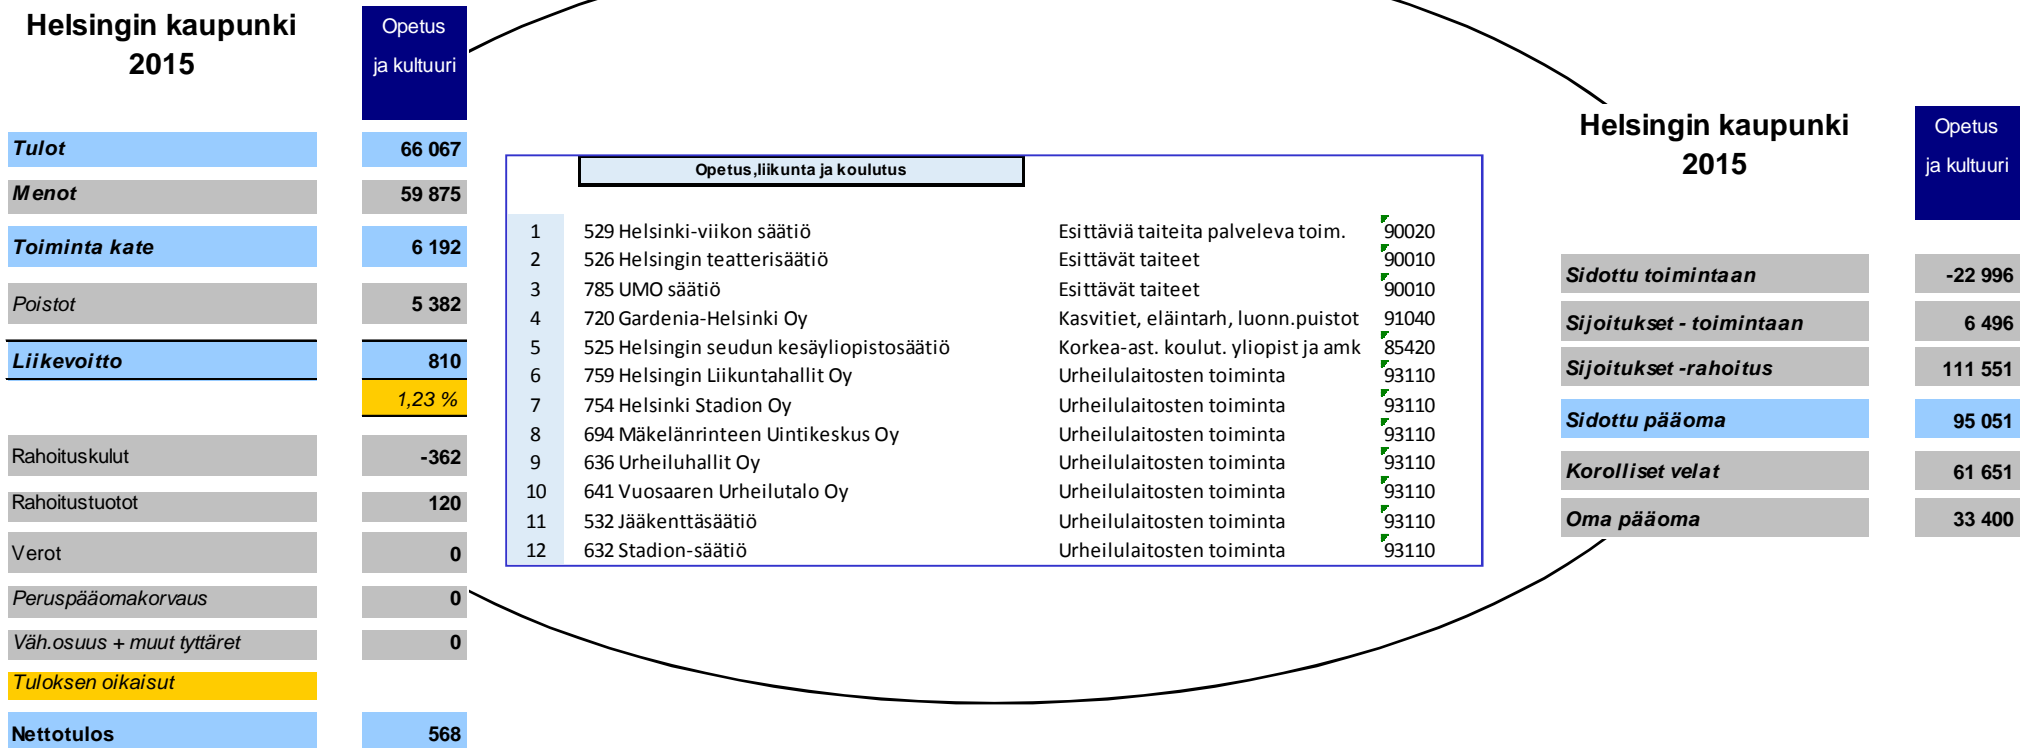 Helsingin kaupunki
2015
Opetus
ja kultuuri
Tulot 66 067
Menot 59 875
Toiminta kate 6 192
Poistot 5 382
Liikevoitto 810
1,23 %
Rahoituskulut -362
Rahoitustuotot 120
Verot 0
Peruspääomakorvaus 0
Väh.osuus + muut tyttäret 0
Tuloksen oikaisut
Nettotulos 568
Opetus,liikunta ja koulutus
1 529 Helsinki-viikon säätiö Esittäviä taiteita palveleva toim. 90020
2 526 Helsingin teatterisäätiö Esittävät taiteet 90010
3 785 UMO säätiö Esittävät taiteet 90010
4 720 Gardenia-Helsinki Oy Kasvitiet, eläintarh, luonn.puistot 91040
5 525 Helsingin seudun kesäyliopistosäätiö Korkea-ast. koulut. yliopist ja amk 85420
6 759 Helsingin Liikuntahallit Oy Urheilulaitosten toiminta 93110
7 754 Helsinki Stadion Oy Urheilulaitosten toiminta 93110
8 694 Mäkelänrinteen Uintikeskus Oy Urheilulaitosten toiminta 93110
9 636 Urheiluhallit Oy Urheilulaitosten toiminta 93110
10 641 Vuosaaren Urheilutalo Oy Urheilulaitosten toiminta 93110
11 532 Jääkenttäsäätiö Urheilulaitosten toiminta 93110
12 632 Stadion-säätiö Urheilulaitosten toiminta 93110
Helsingin kaupunki
2015
Opetus
ja kultuuri
Sidottu toimintaan -22 996
Sijoitukset - toimintaan 6 496
Sijoitukset -rahoitus 111 551
Sidottu pääoma 95 051
Korolliset velat 61 651
Oma pääoma 33 400